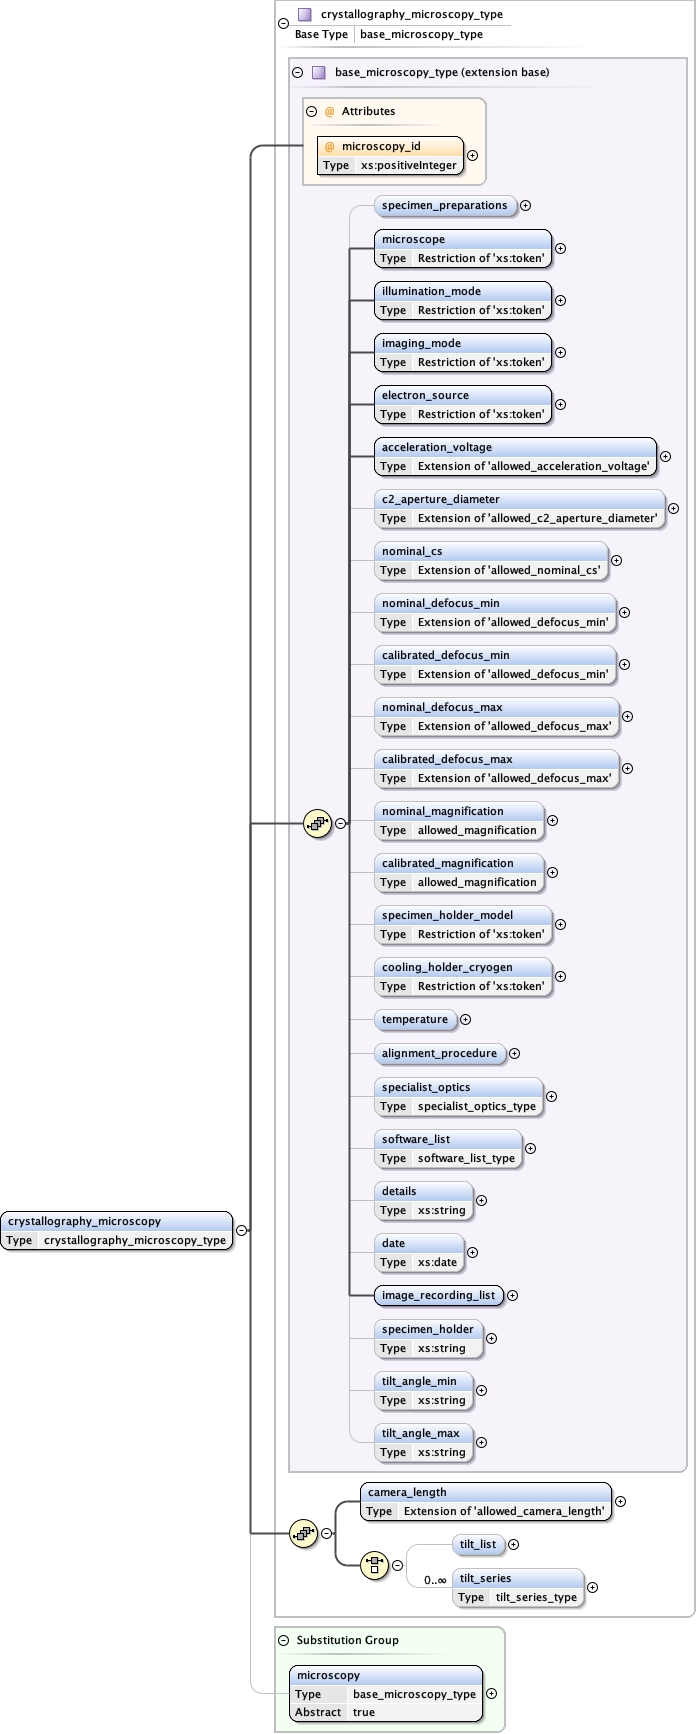 crystallography_microscopy_type
Base Type base_microscopy_type
base_microscopy_type (extension base)
@ Attributes
@ microscopy_id
Type xs:positiveInteger
specimen_preparations
microscope
Type Restriction of 'xs:token'
illumination_mode
Type Restriction of 'xs:token'
imaging_mode
Type Restriction of 'xs:token'
electron_source
Type Restriction of 'xs:token'
acceleration_voltage
Type Extension of 'allowed_acceleration_voltage'
c2_aperture_diameter
Type Extension of 'allowed_c2_aperture_diameter'
nominal_cs
Type Extension of 'allowed_nominal_cs'
nominal_defocus_min
Type Extension of 'allowed_defocus_min'
calibrated_defocus_min
Type Extension of 'allowed_defocus_min'
nominal_defocus_max
Type Extension of 'allowed_defocus_max'
calibrated_defocus_max
Type Extension of 'allowed_defocus_max'
nominal_magnification
Type allowed_magnification
calibrated_magnification
Type allowed_magnification
specimen_holder_model
Type Restriction of 'xs:token'
cooling_holder_cryogen
Type Restriction of 'xs:token'
temperature
alignment_procedure
specialist_optics
Type specialist_optics_type
software_list
Type software_list_type
details
Type xs:string
crystallography_microscopy
Type crystallography_microscopy_type
date
Type xs:date
image_recording_list
specimen_holder
Type xs:string
tilt_angle_min
Type xs:string
tilt_angle_max
Type xs:string
camera_length
Type Extension of 'allowed_camera_length'
tilt_list
0..∞
tilt_series
Type tilt_series_type
Substitution Group
microscopy
Type base_microscopy_type
Abstract true